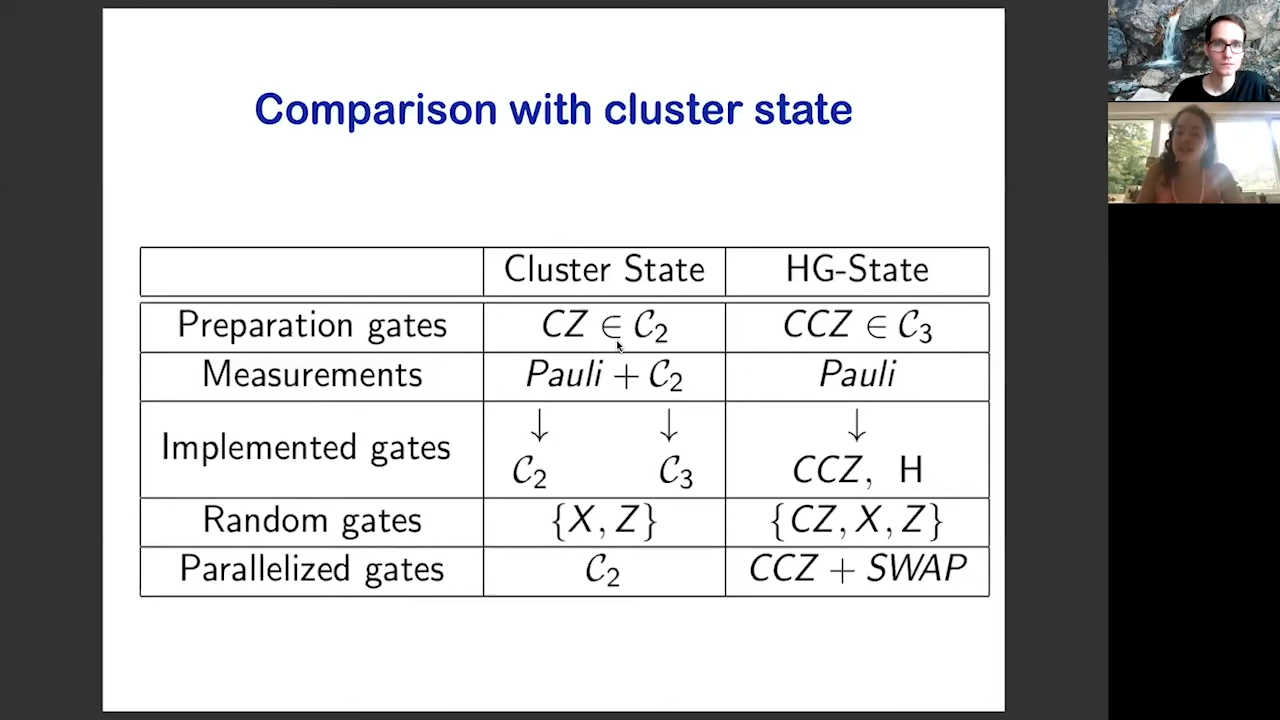 Comparison with cluster state
Cluster State HG-State
Preparation gates CZ ∈ C₂ CCZ ∈ C₃
Measurements Pauli + C₂ Pauli
Implemented gates ↓ ↓ ↓
C₂ C₃ CCZ, H
Random gates {X, Z} {CZ, X, Z}
Parallelized gates C₂ CCZ + SWAP